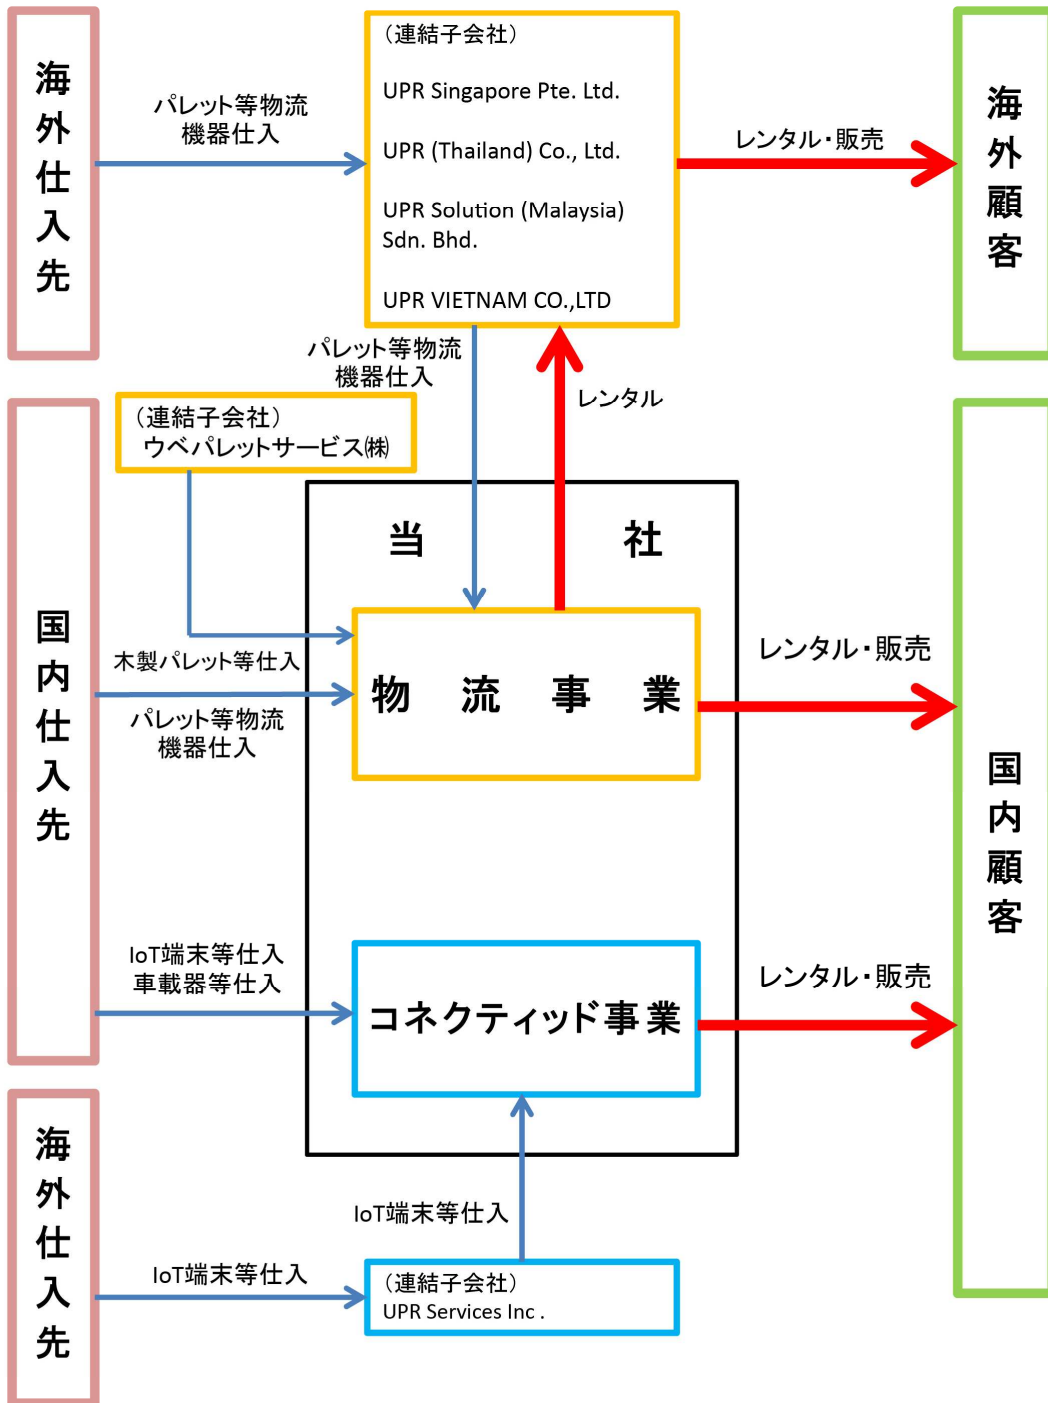 海外仕入先
パレット等物流
機器仕入
（連結子会社）
UPR Singapore Pte. Ltd.
UPR (Thailand) Co., Ltd.
UPR Solution (Malaysia)
Sdn. Bhd.
UPR VIETNAM CO.,LTD
レンタル・販売
海外顧客
パレット等物流
機器仕入
レンタル
（連結子会社）
ウベパレットサービス㈱
当社
国内仕入先
木製パレット等仕入
パレット等物流
機器仕入
物流事業
レンタル・販売
国内顧客
IoT端末等仕入
車載器等仕入
コネクティッド事業
レンタル・販売
海外仕入先
IoT端末等仕入
IoT端末等仕入
（連結子会社）
UPR Services Inc .